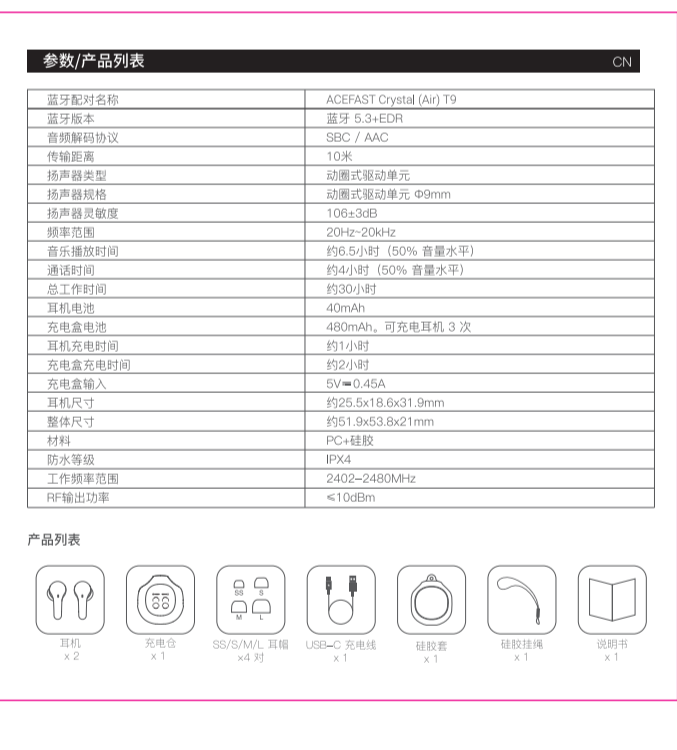 参数/产品列表 CN
蓝牙配对名称 ACEFAST Crystal (Air) T9
蓝牙版本 蓝牙 5.3+EDR
音频解码协议 SBC / AAC
传输距离 10米
扬声器类型 动圈式驱动单元
扬声器规格 动圈式驱动单元 Φ9mm
扬声器灵敏度 106±3dB
频率范围 20Hz~20kHz
音乐播放时间 约6.5小时（50% 音量水平）
通话时间 约4小时（50% 音量水平）
总工作时间 约30小时
耳机电池 40mAh
充电盒电池 480mAh。可充电耳机 3 次
耳机充电时间 约1小时
充电盒充电时间 约2小时
充电盒输入 5V⎓0.45A
耳机尺寸 约25.5x18.6x31.9mm
整体尺寸 约51.9x53.8x21mm
材料 PC+硅胶
防水等级 IPX4
工作频率范围 2402–2480MHz
RF输出功率 ≤10dBm
产品列表
SS S
M L
88
耳机 充电仓 SS/S/M/L 耳帽 USB–C 充电线 硅胶套 硅胶挂绳 说明书
x 2 x 1 x4 对 x 1 x 1 x 1 x 1